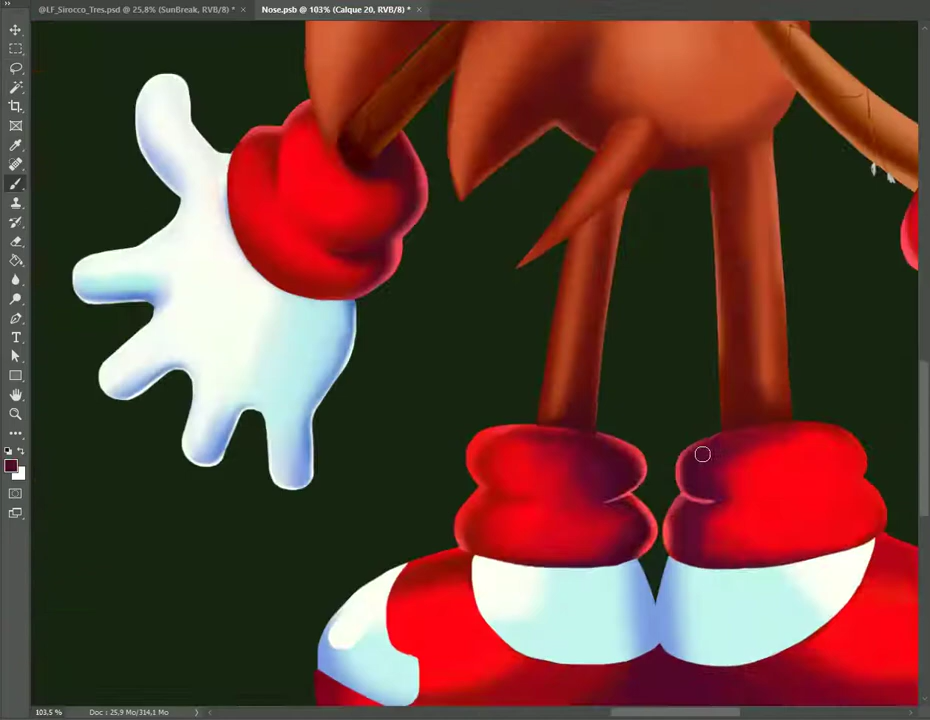 @LF_Sirocco_Tres.psd @ 25,8% (SunBreak, RVB/8) * ×
Nose.psb @ 103% (Calque 20, RVB/8) * ×
T
103.5 % Doc : 25,9 Mo/314,1 Mo